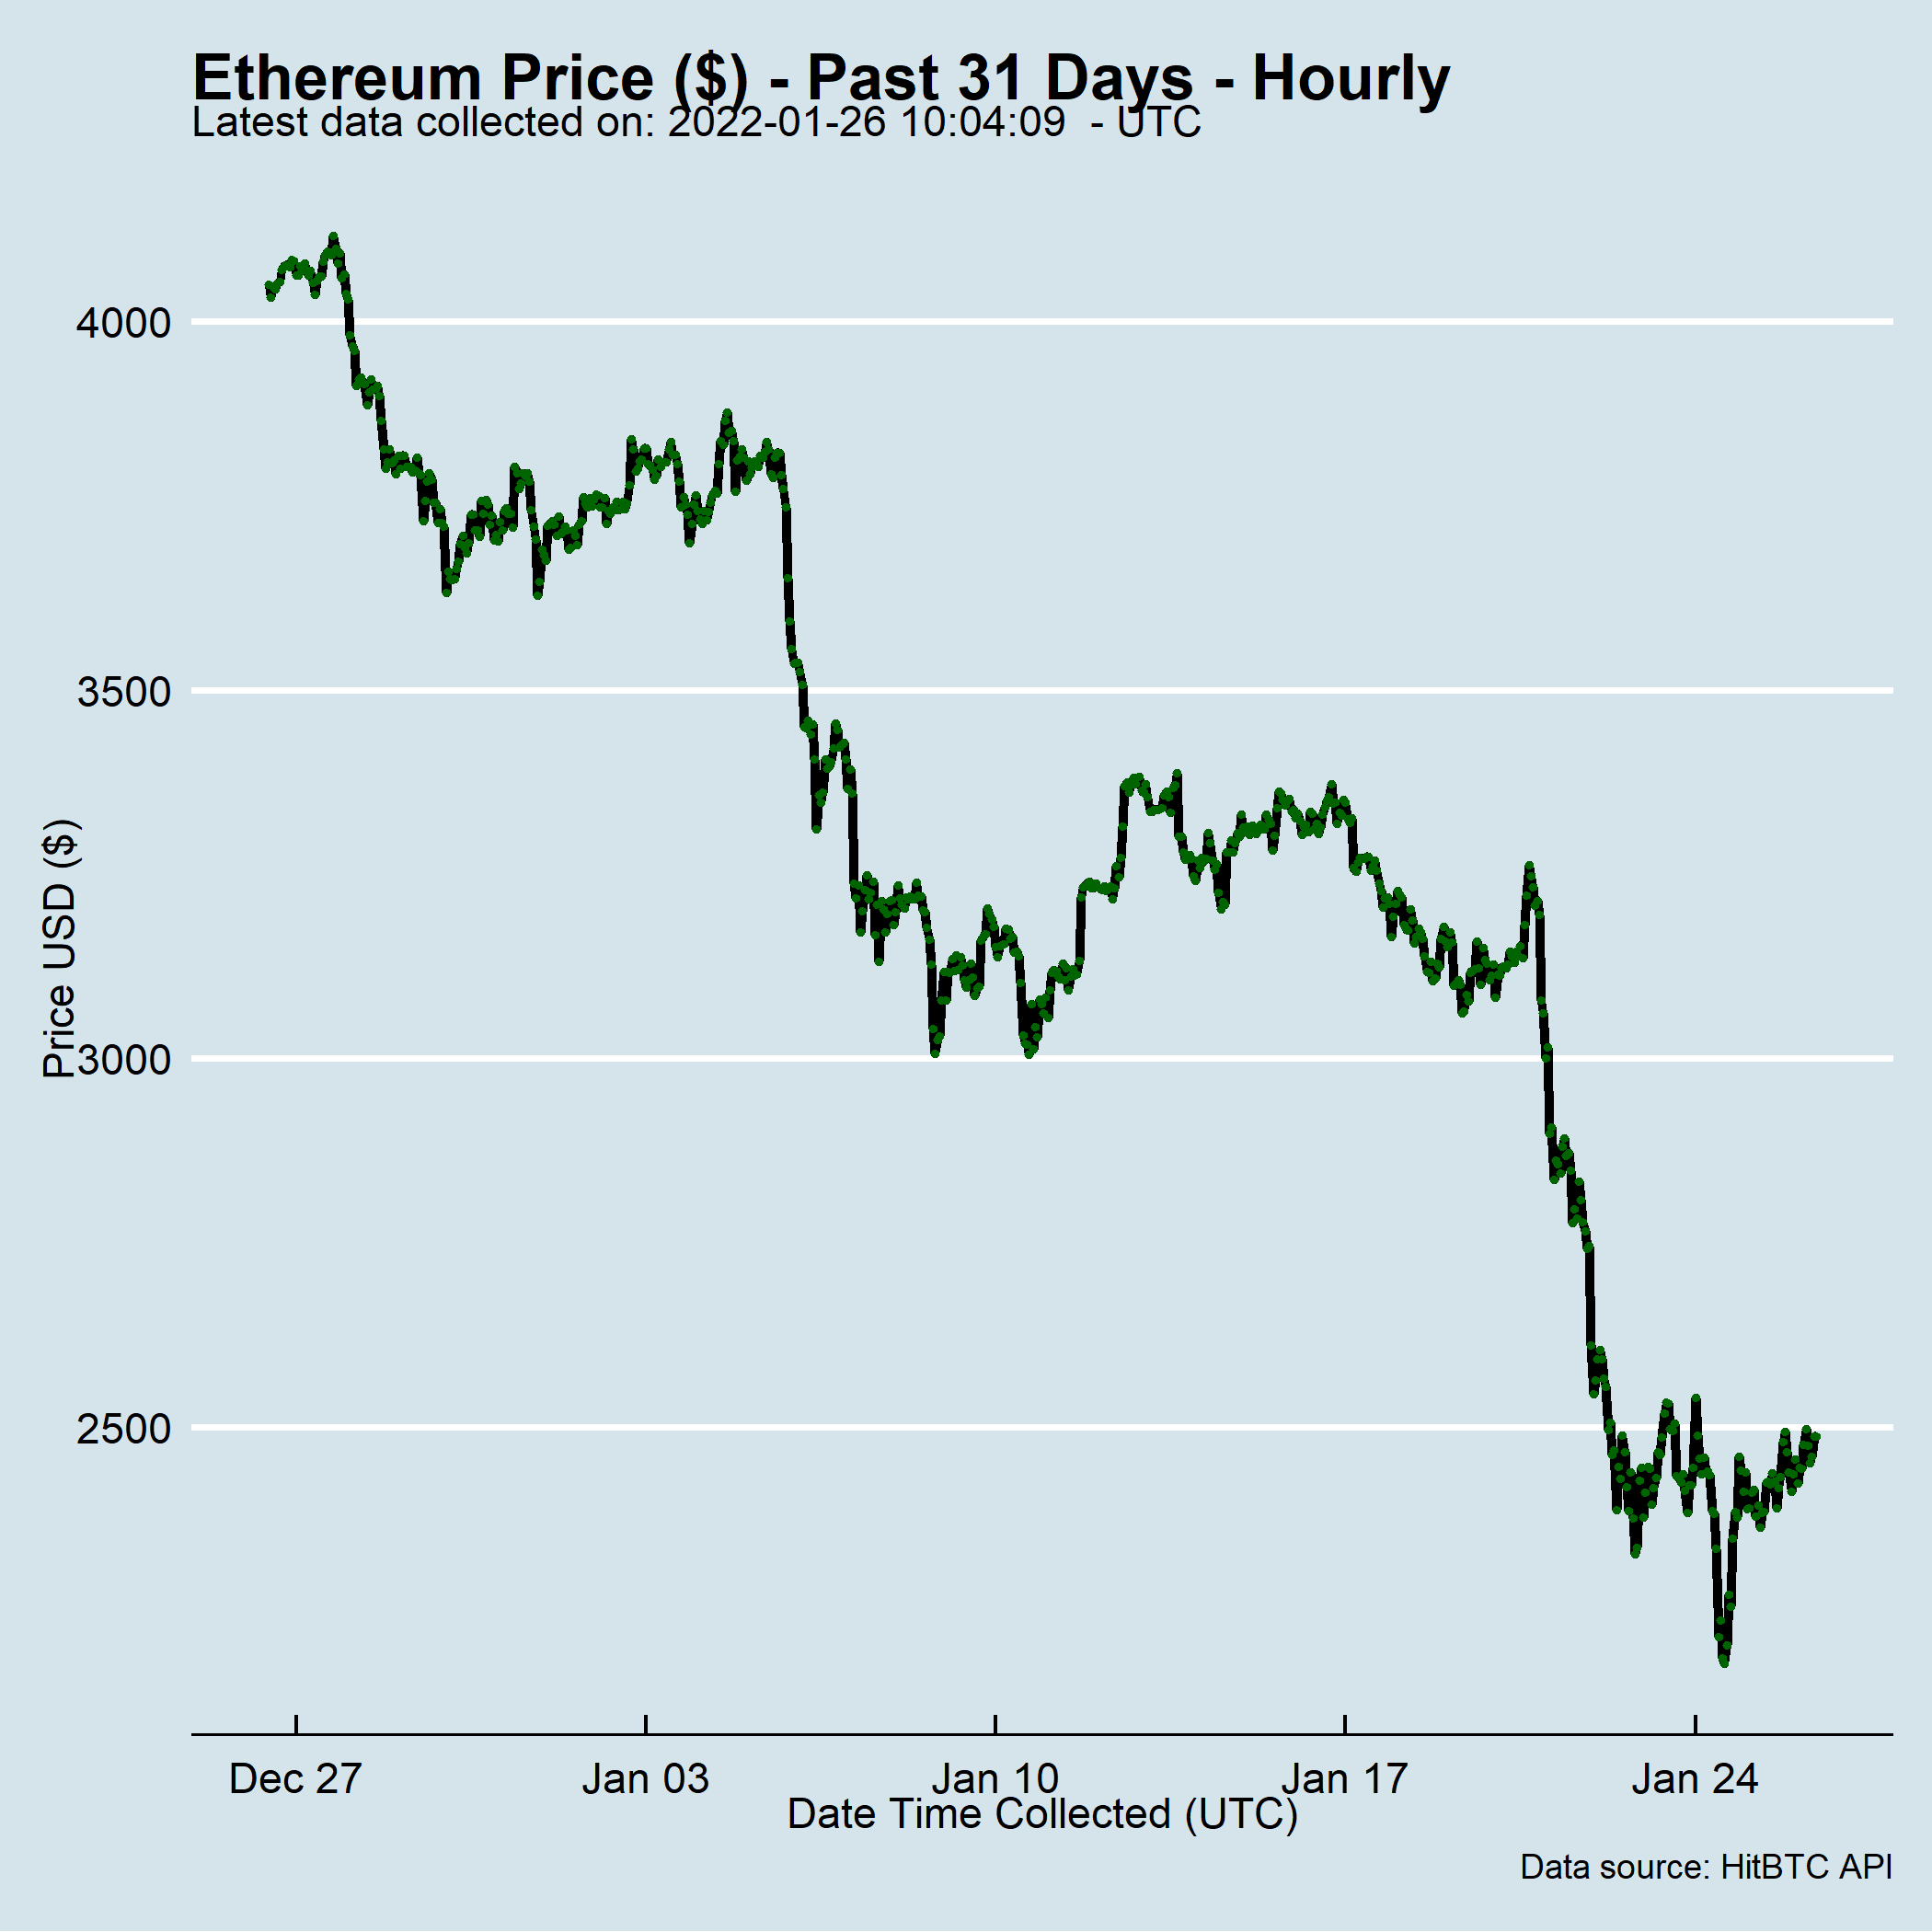 Ethereum Price ($) - Past 31 Days - Hourly
Latest data collected on: 2022-01-26 10:04:09  - UTC
4000
3500
3000
2500
Price USD ($)
Dec 27
Jan 03
Jan 10
Jan 17
Jan 24
Date Time Collected (UTC)
Data source: HitBTC API